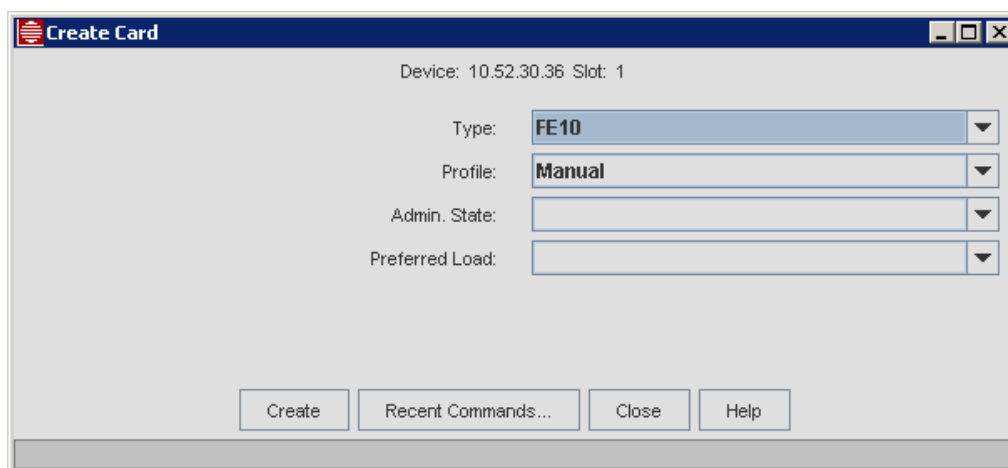 Create Card
Device: 10.52.30.36 Slot: 1
Type: FE10
Profile: Manual
Admin. State:
Preferred Load:
Create Recent Commands... Close Help